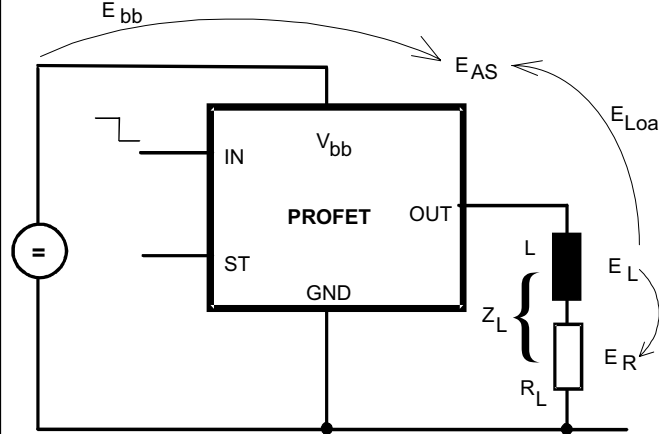 E bb
E AS
E Loa
IN
V bb
PROFET
OUT
=
ST
GND
L
E L
Z L {
E R
R L